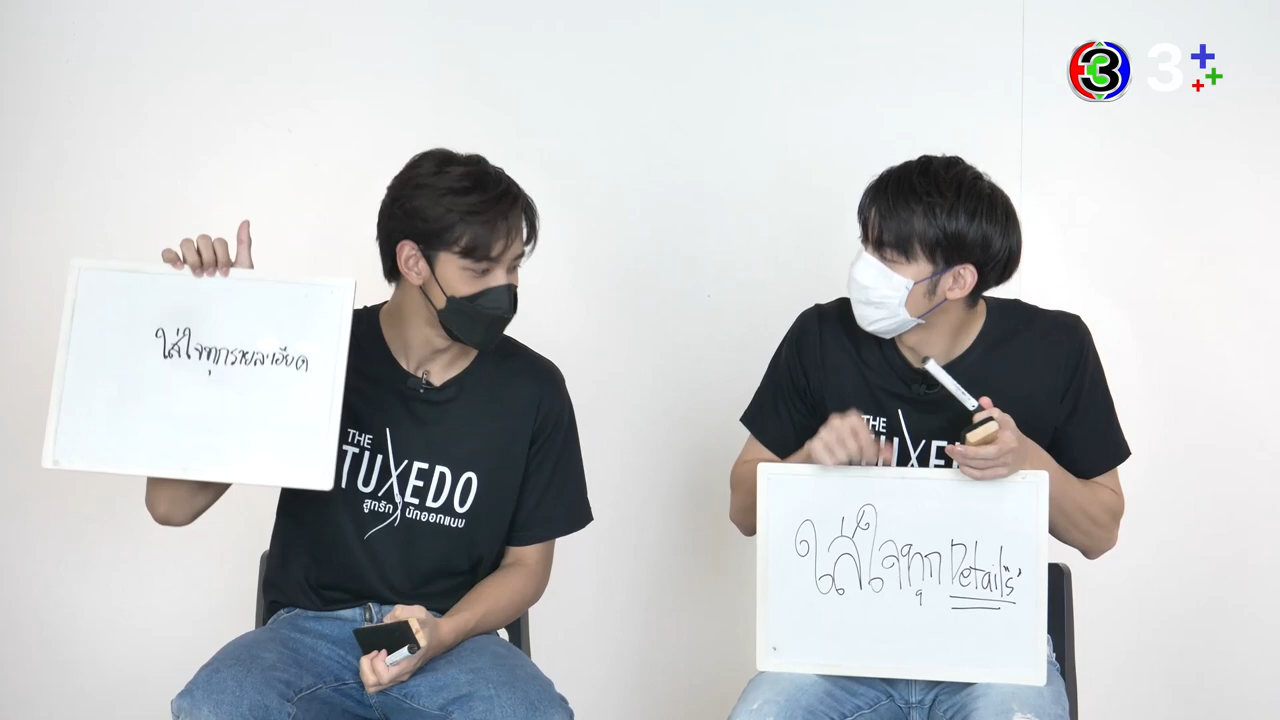 3 3
ใส่ใจทุกรายละเอียด
THE
TUXEDO
สูทรัก นักออกแบบ
THE
TUXE
ใส่ใจทุก Details